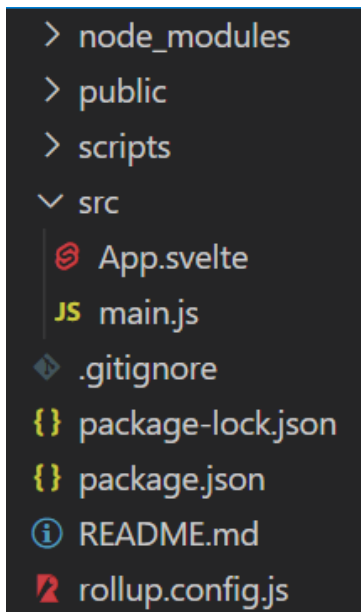 node_modules
public
scripts
src
App.svelte
JS main.js
.gitignore
{} package-lock.json
{} package.json
README.md
rollup.config.js